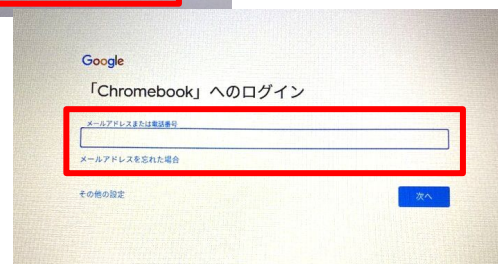 Google
「Chromebook」へのログイン
メールアドレスまたは電話番号
メールアドレスを忘れた場合
その他の設定
次へ